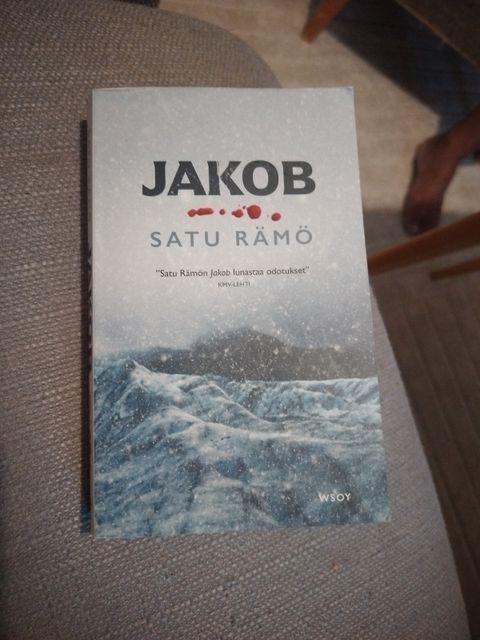 JAKOB
SATU RÄMÖ
"Satu Rämön Jakob lunastaa odotukset"
KMV-LEHTI
WSOY